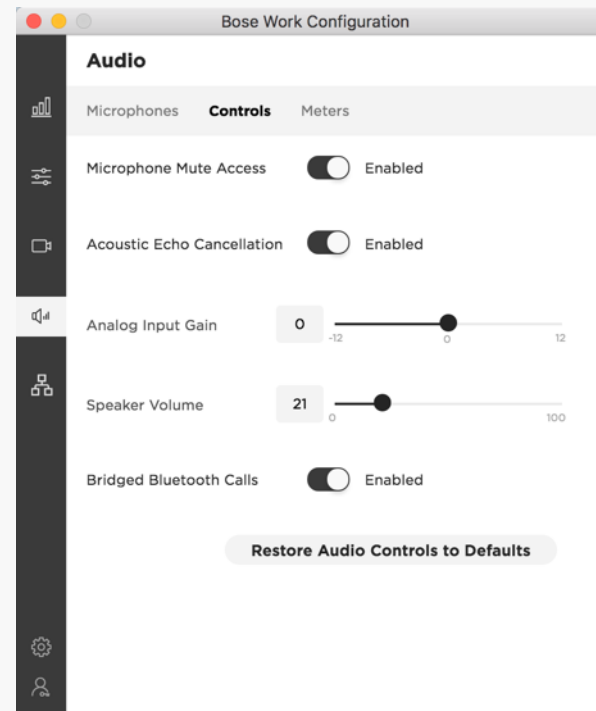 Bose Work Configuration
Audio
Microphones Controls Meters
Microphone Mute Access Enabled
Acoustic Echo Cancellation Enabled
Analog Input Gain 0
-12 0 12
Speaker Volume 21
0 100
Bridged Bluetooth Calls Enabled
Restore Audio Controls to Defaults